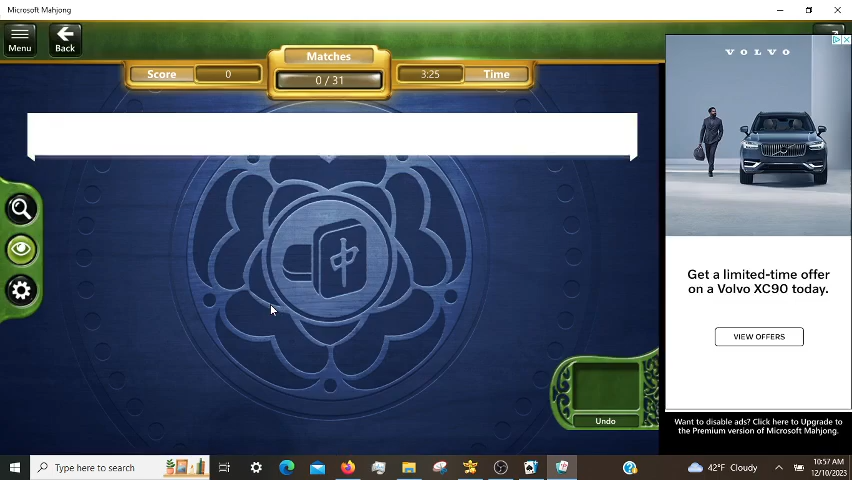 Microsoft Mahjong
Menu
Back
Matches
Score
0
0 / 31
3:25
Time
中
VOLVO
Get a limited-time offer
on a Volvo XC90 today.
VIEW OFFERS
Undo
Want to disable ads? Click here to Upgrade to
the Premium version of Microsoft Mahjong.
Type here to search
42°F Cloudy
10:57 AM
12/10/2023